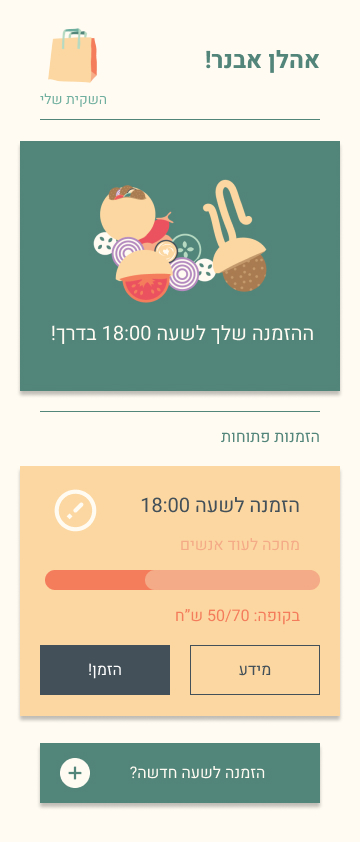 אהלן אבנר!
השקית שלי
ההזמנה שלך לשעה 18:00 בדרך!
הזמנות פתוחות
הזמנה לשעה 18:00
מחכה לעוד אנשים
בקופה: 50/70 ש"ח
מידע
הזמן!
הזמנה לשעה חדשה?